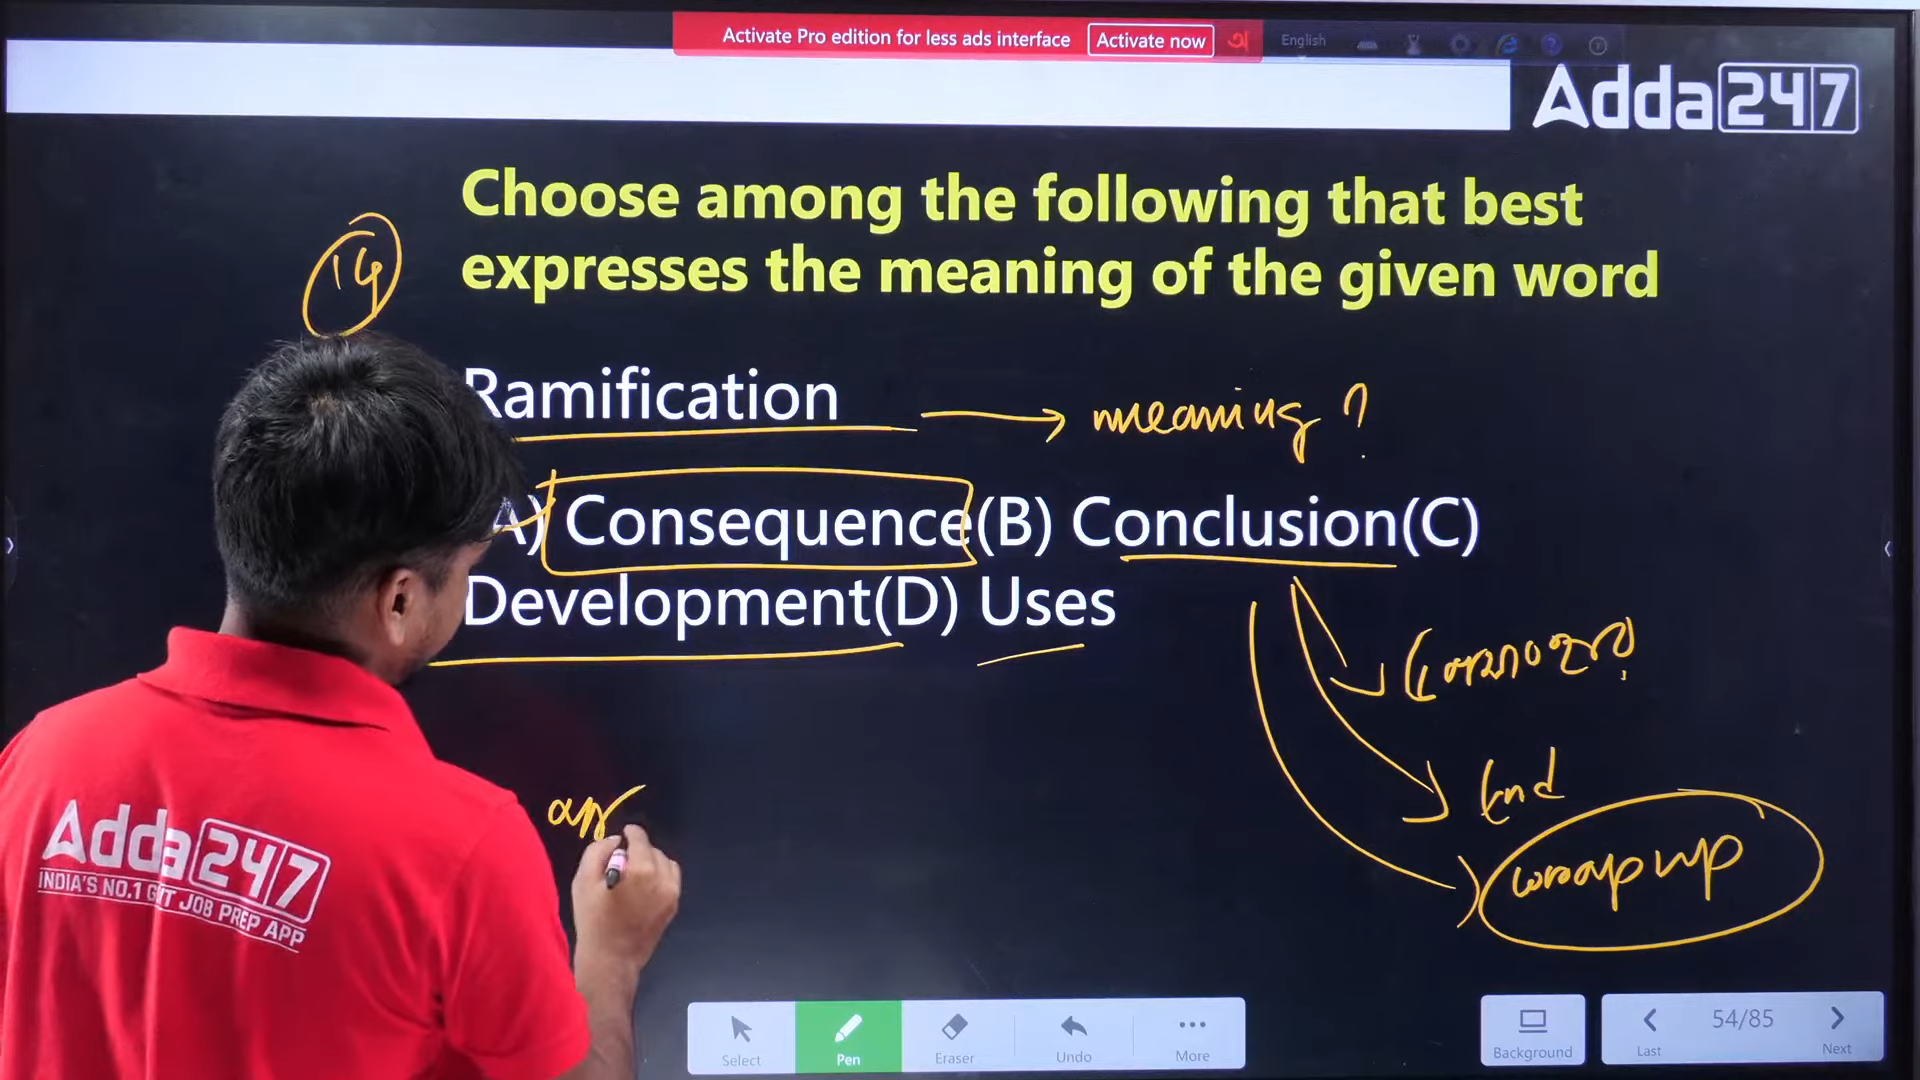 Activate Pro edition for less ads interface Activate now অ English
Adda247
Choose among the following that best
expresses the meaning of the given word
14
Ramification → meaning ?
A) Consequence(B) Conclusion(C)
Development(D) Uses
End
wrap up
Adda247
INDIA'S NO.1 GOVT JOB PREP APP
Select Pen Eraser Undo More
Background
Last 54/85 Next